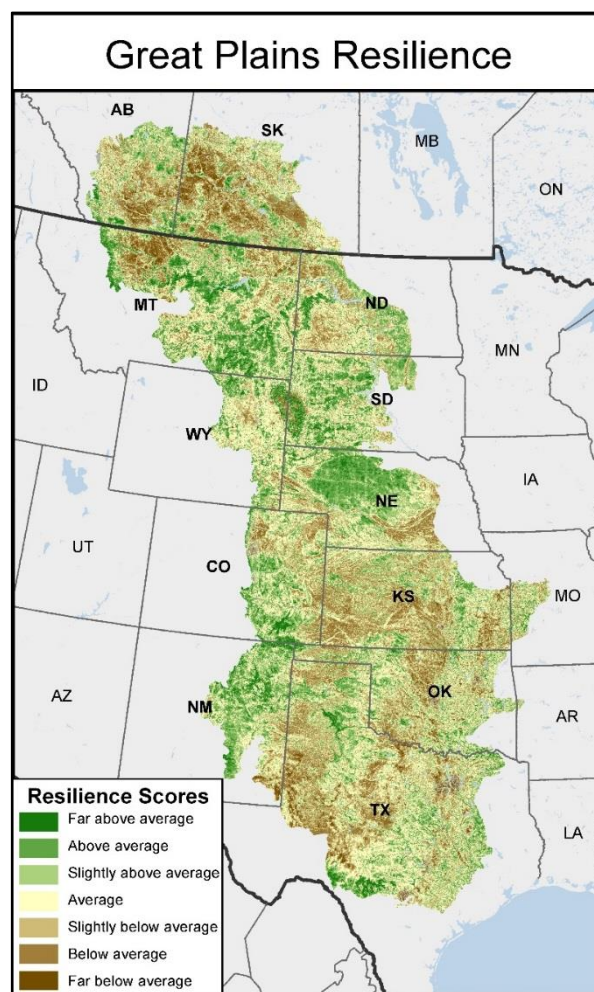 Great Plains Resilience
AB
SK
MB
ON
MT
ND
MN
ID
SD
WY
IA
NE
UT
CO
KS
MO
AZ
NM
OK
AR
TX
LA
Resilience Scores
Far above average
Above average
Slightly above average
Average
Slightly below average
Below average
Far below average